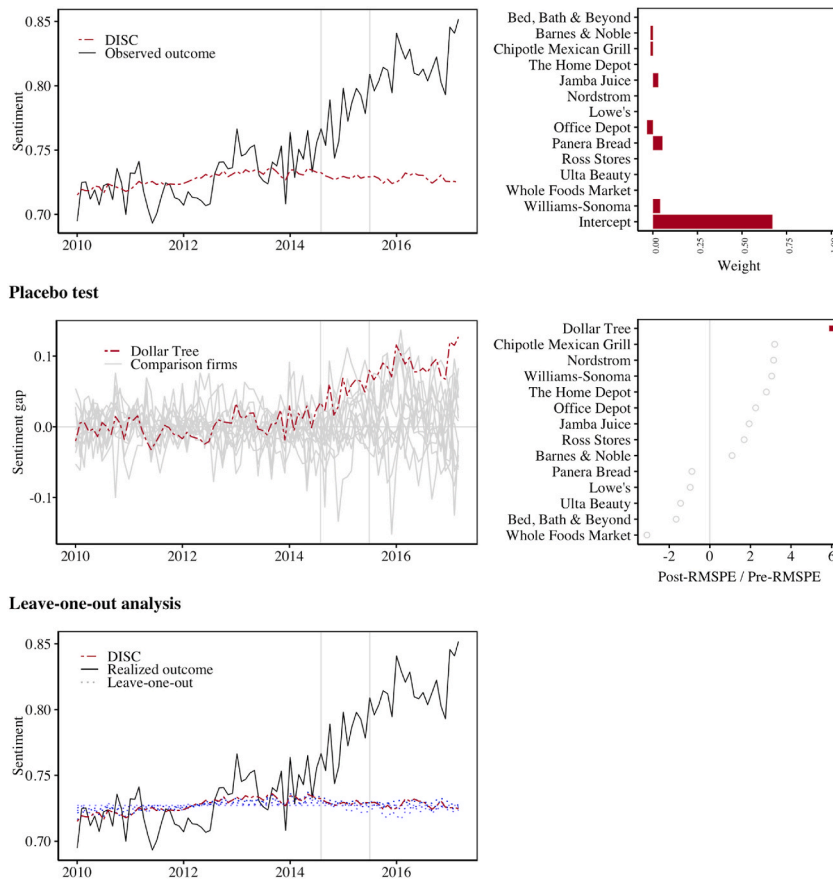 0.85
0.80
0.75
0.70
Sentiment
DISC
Observed outcome
2010
2012
2014
2016
Bed, Bath & Beyond
Barnes & Noble
Chipotle Mexican Grill
The Home Depot
Jamba Juice
Nordstrom
Lowe's
Office Depot
Panera Bread
Ross Stores
Ulta Beauty
Whole Foods Market
Williams-Sonoma
Intercept
0.00
0.25
0.50
0.75
1.00
Weight
Placebo test
0.1
0.0
-0.1
Sentiment gap
Dollar Tree
Comparison firms
2010
2012
2014
2016
Dollar Tree
Chipotle Mexican Grill
Nordstrom
Williams-Sonoma
The Home Depot
Office Depot
Jamba Juice
Ross Stores
Barnes & Noble
Panera Bread
Lowe's
Ulta Beauty
Bed, Bath & Beyond
Whole Foods Market
-2
0
2
4
6
Post-RMSPE / Pre-RMSPE
Leave-one-out analysis
0.85
0.80
0.75
0.70
Sentiment
DISC
Realized outcome
Leave-one-out
2010
2012
2014
2016